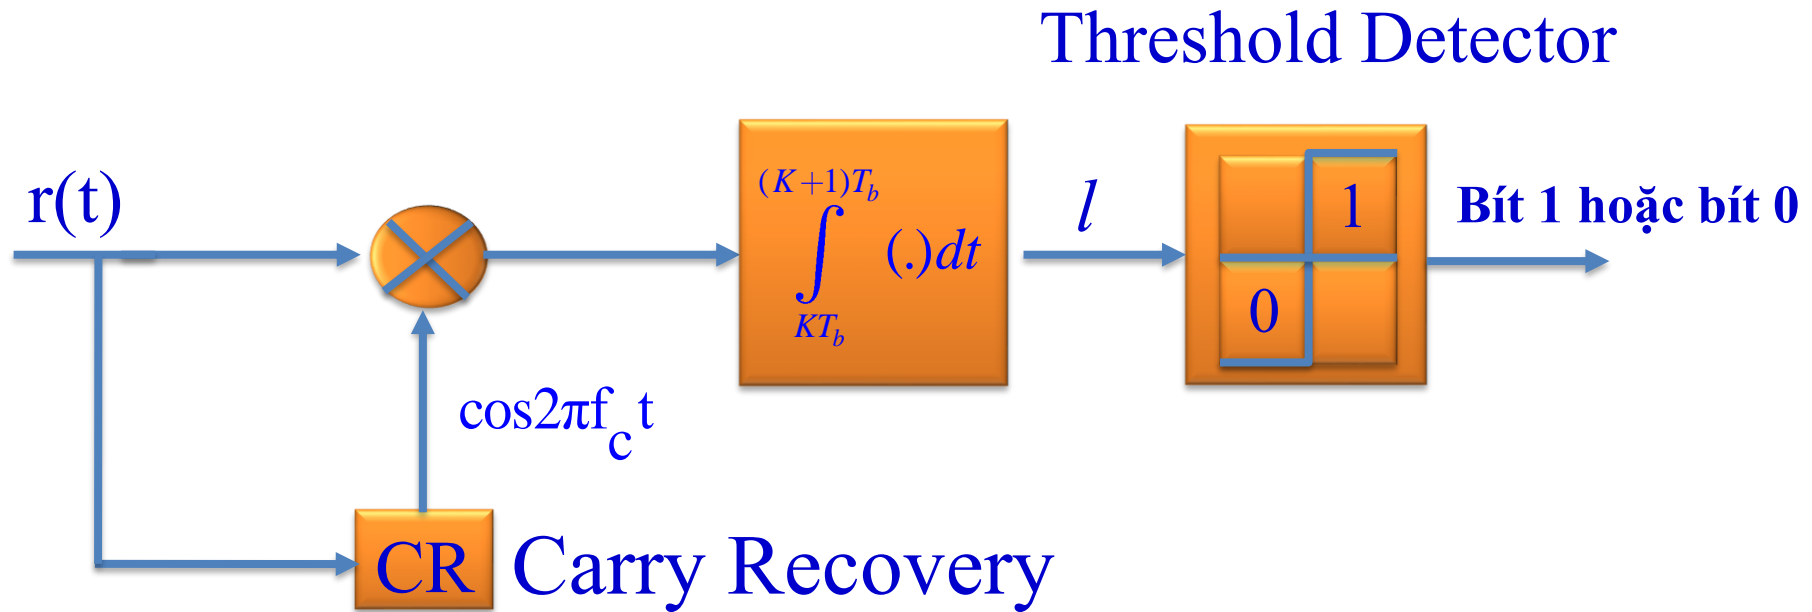 Threshold Detector
r(t)
(K+1)T_b
∫ (.)dt
KT_b
l
1
0
Bít 1 hoặc bít 0
cos2πf_c t
CR
Carry Recovery